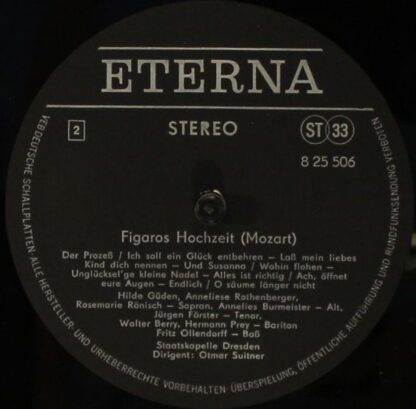 ETERNA
2
STEREO
ST 33
8 25 506
Figaros Hochzeit (Mozart)
Der Prozeß / Ich soll ein Glück entbehren – Laß mein liebes
Kind dich nennen – Und Susanna / Wohin flohen –
Unglücksel'ge kleine Nadel – Alles ist richtig / Ach, öffnet
eure Augen – Endlich / O säume länger nicht
Hilde Güden, Anneliese Rothenberger,
Rosemarie Rönisch – Sopran, Annelies Burmeister – Alt,
Jürgen Förster – Tenor,
Walter Berry, Hermann Prey – Bariton
Fritz Ollendorff – Baß
Staatskapelle Dresden
Dirigent: Otmar Suitner
VEB DEUTSCHE SCHALLPLATTEN ALLE HERSTELLER- UND URHEBERRECHTE VORBEHALTEN · ÜBERSPIELUNG, ÖFFENTLICHE AUFFÜHRUNG UND RUNDFUNKSENDUNG VERBOTEN